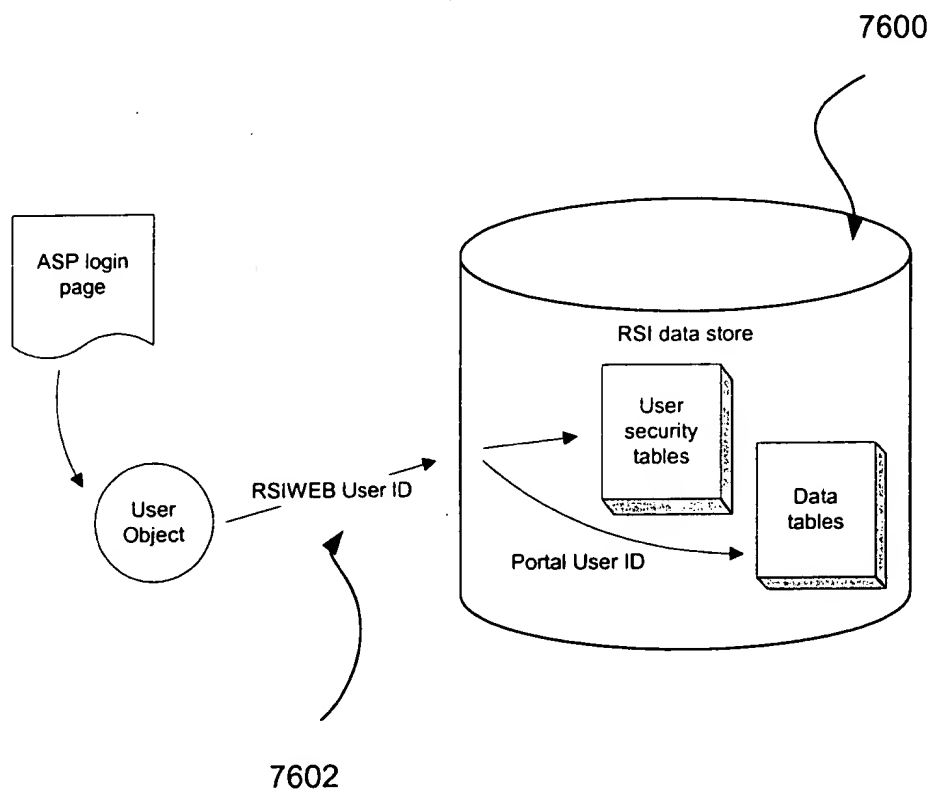 7600
ASP login
page
RSI data store
User
security
tables
RSIWEB User ID
User
Object
Data
tables
Portal User ID
7602